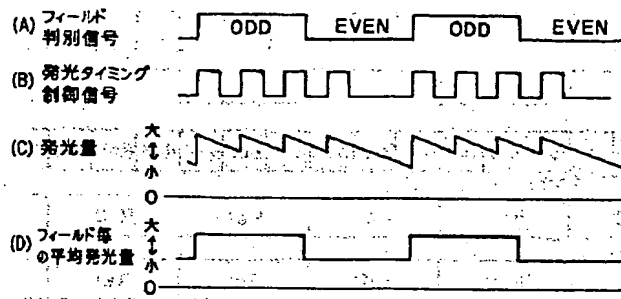 (A) フィールド
判別信号
ODD EVEN ODD EVEN
(B) 発光タイミング
制御信号
(C) 発光量
大
↕
小
0
(D) フィールド毎
の平均発光量
大
↕
小
0